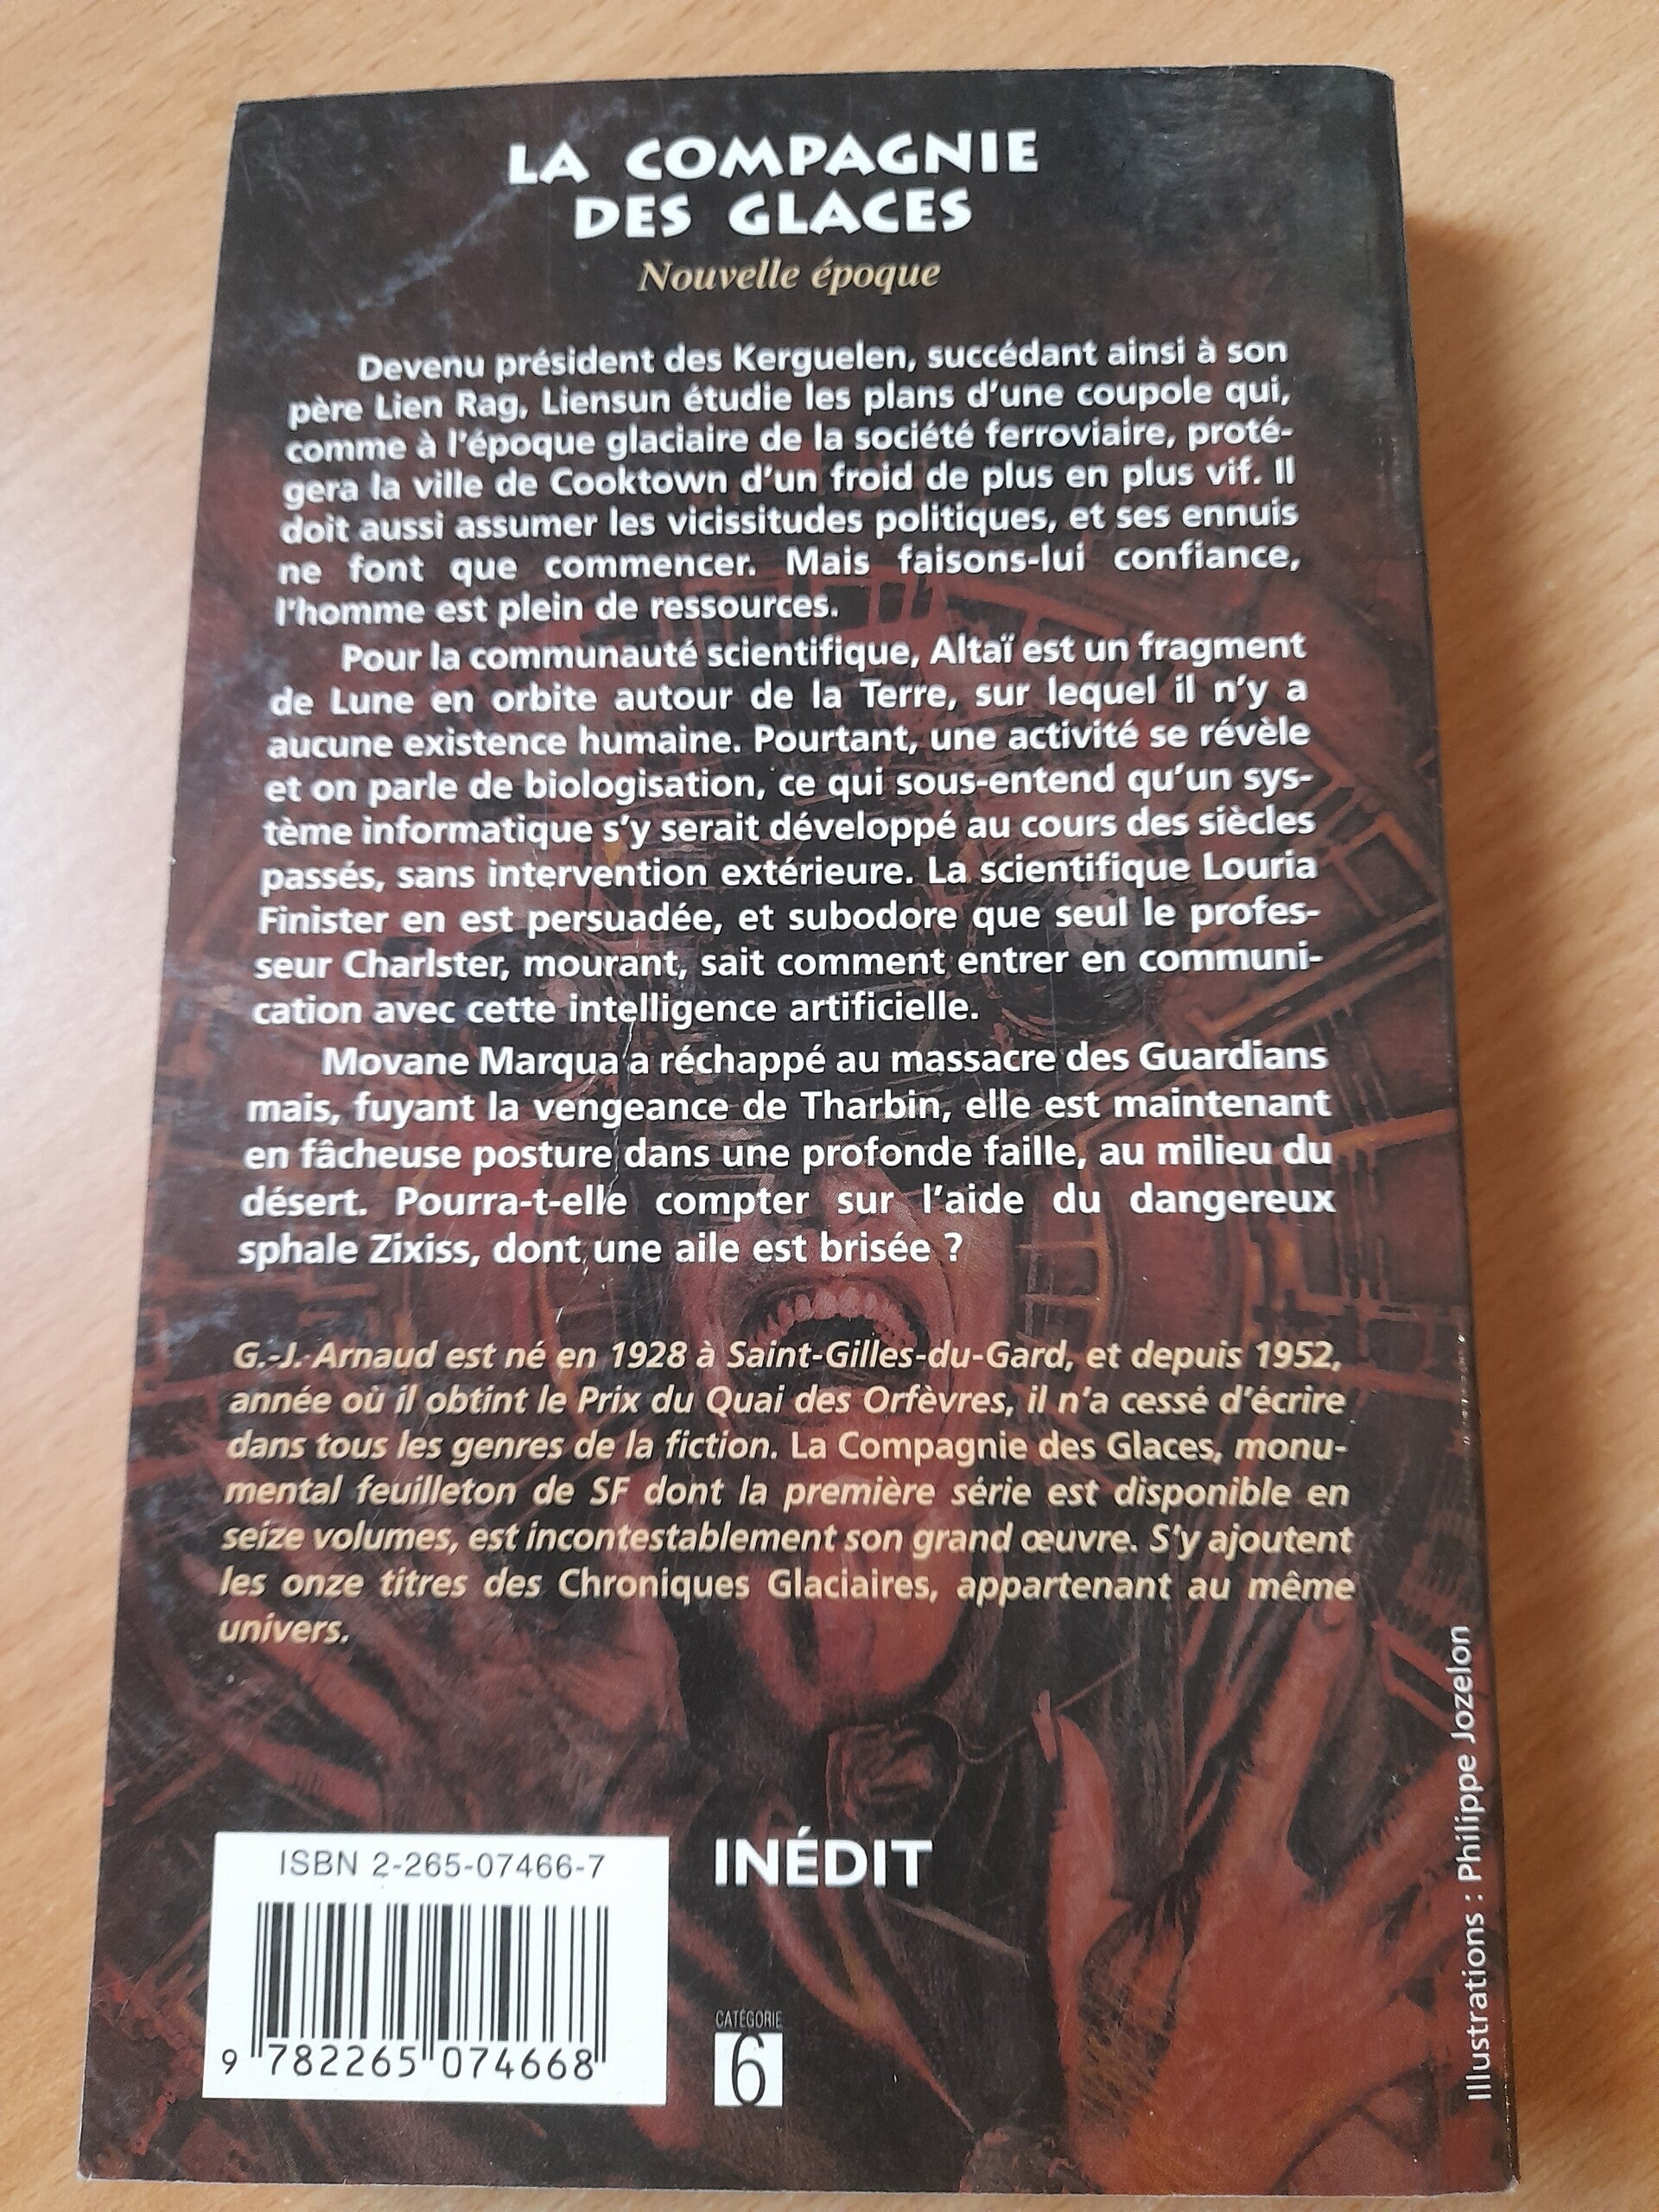 LA COMPAGNIE
DES GLACES
Nouvelle époque
Devenu président des Kerguelen, succédant ainsi à son
père Lien Rag, Liensun étudie les plans d'une coupole qui,
comme à l'époque glaciaire de la société ferroviaire, proté-
gera la ville de Cooktown d'un froid de plus en plus vif. Il
doit aussi assumer les vicissitudes politiques, et ses ennuis
ne font que commencer. Mais faisons-lui confiance,
l'homme est plein de ressources.
Pour la communauté scientifique, Altaï est un fragment
de Lune en orbite autour de la Terre, sur lequel il n'y a
aucune existence humaine. Pourtant, une activité se révèle
et on parle de biologisation, ce qui sous-entend qu'un sys-
tème informatique s'y serait développé au cours des siècles
passés, sans intervention extérieure. La scientifique Louria
Finister en est persuadée, et subodore que seul le profes-
seur Charlster, mourant, sait comment entrer en communi-
cation avec cette intelligence artificielle.
Movane Marqua a réchappé au massacre des Guardians
mais, fuyant la vengeance de Tharbin, elle est maintenant
en fâcheuse posture dans une profonde faille, au milieu du
désert. Pourra-t-elle compter sur l'aide du dangereux
sphale Zixiss, dont une aile est brisée ?
G.-J. Arnaud est né en 1928 à Saint-Gilles-du-Gard, et depuis 1952,
année où il obtint le Prix du Quai des Orfèvres, il n'a cessé d'écrire
dans tous les genres de la fiction. La Compagnie des Glaces, monu-
mental feuilleton de SF dont la première série est disponible en
seize volumes, est incontestablement son grand œuvre. S'y ajoutent
les onze titres des Chroniques Glaciaires, appartenant au même
univers.
Illustrations : Philippe Jozelon
ISBN 2-265-07466-7
INÉDIT
9 782265 074668
CATÉGORIE
6